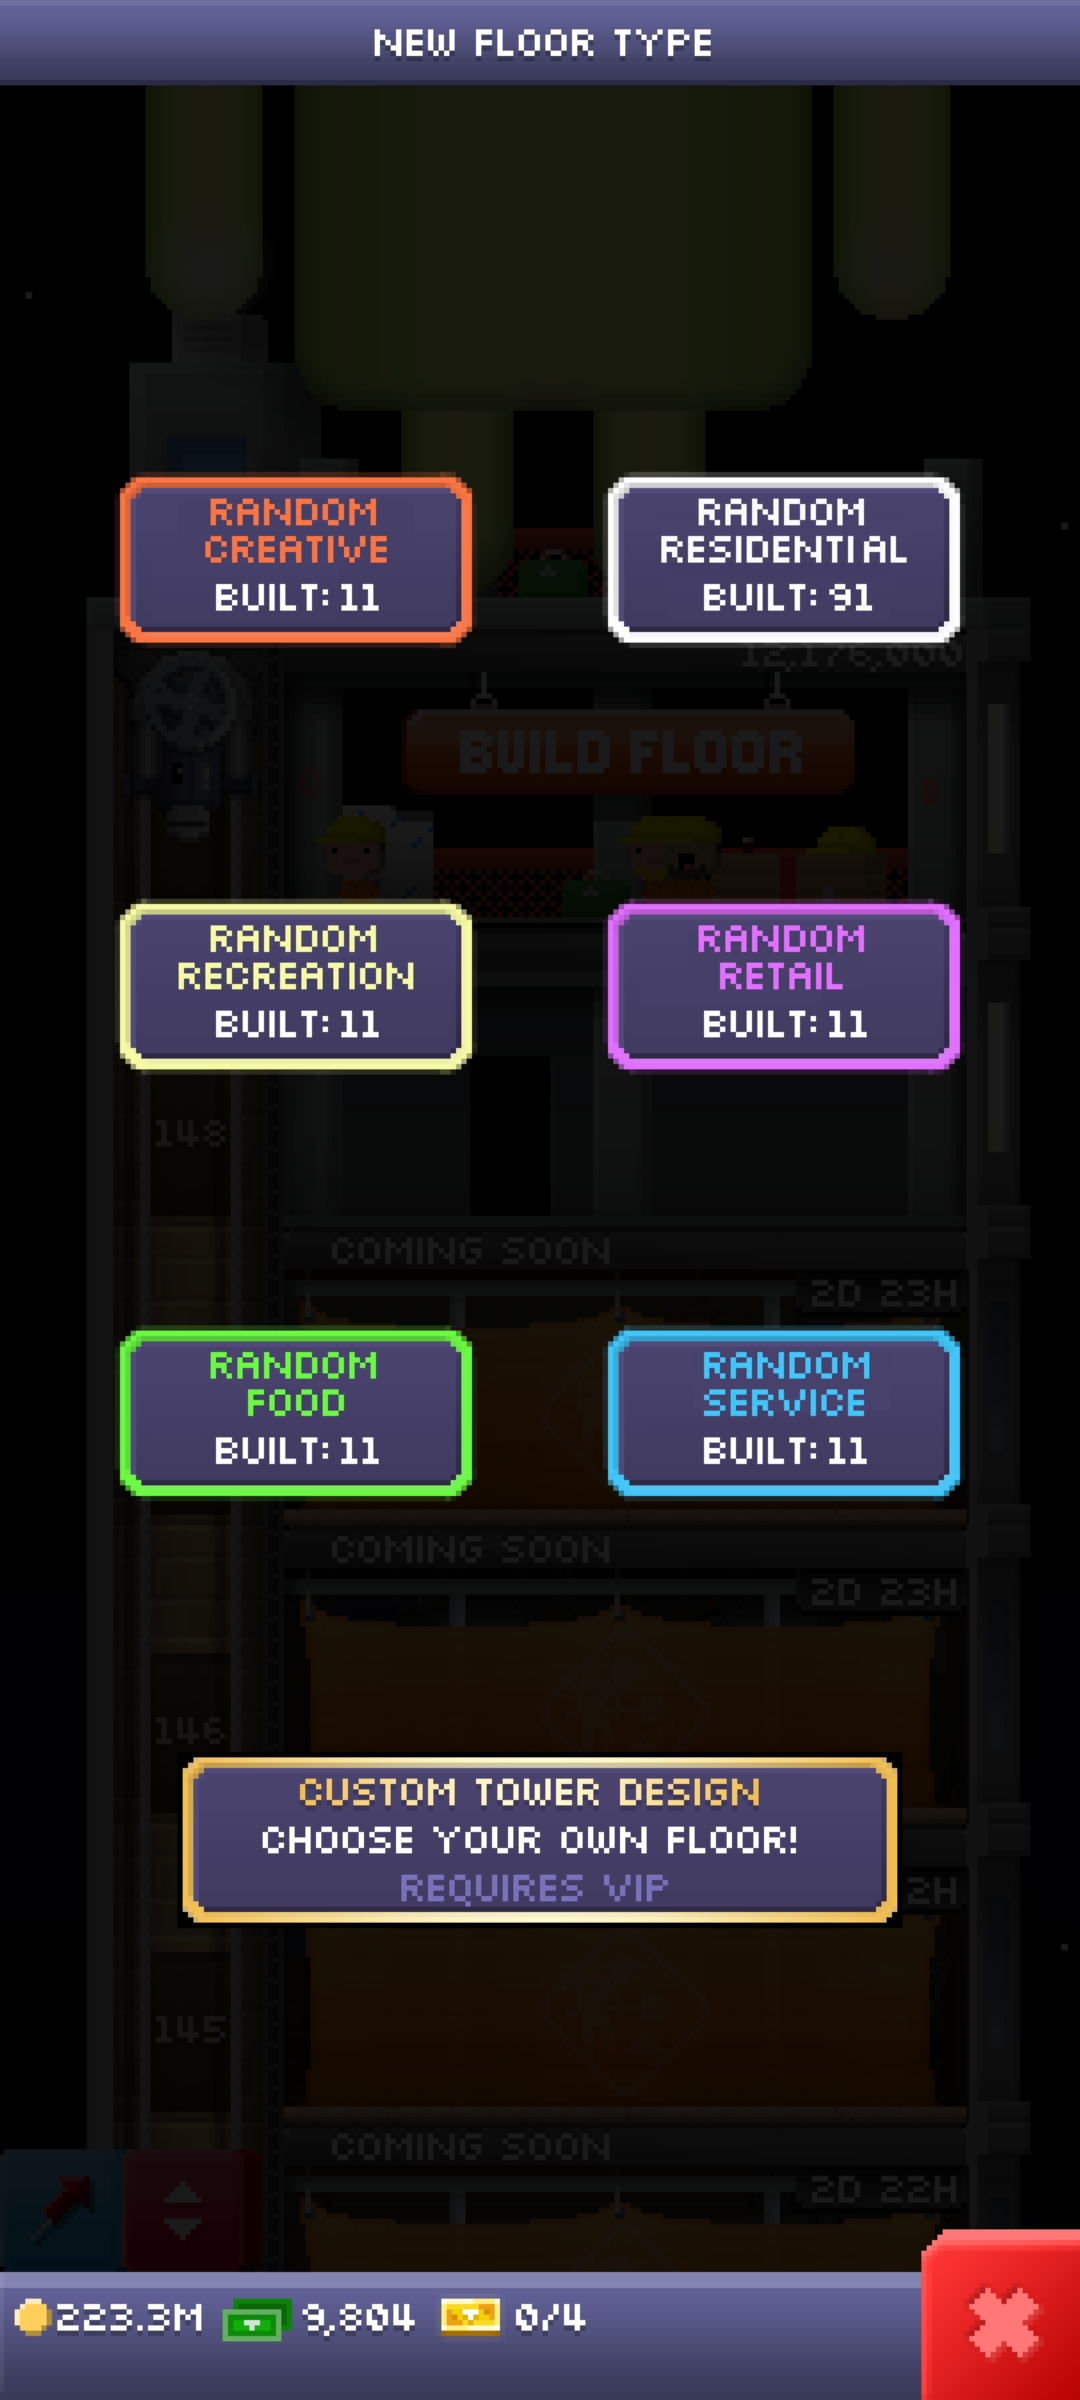 NEW FLOOR TYPE
RANDOM
CREATIVE
BUILT: 11
RANDOM
RESIDENTIAL
BUILT: 91
12,176,000
BUILD FLOOR
RANDOM
RECREATION
BUILT: 11
RANDOM
RETAIL
BUILT: 11
148
COMING SOON
2D 23H
RANDOM
FOOD
BUILT: 11
RANDOM
SERVICE
BUILT: 11
COMING SOON
2D 23H
146
CUSTOM TOWER DESIGN
CHOOSE YOUR OWN FLOOR!
REQUIRES VIP
2H
145
COMING SOON
2D 22H
223.3M 9,804 0/4